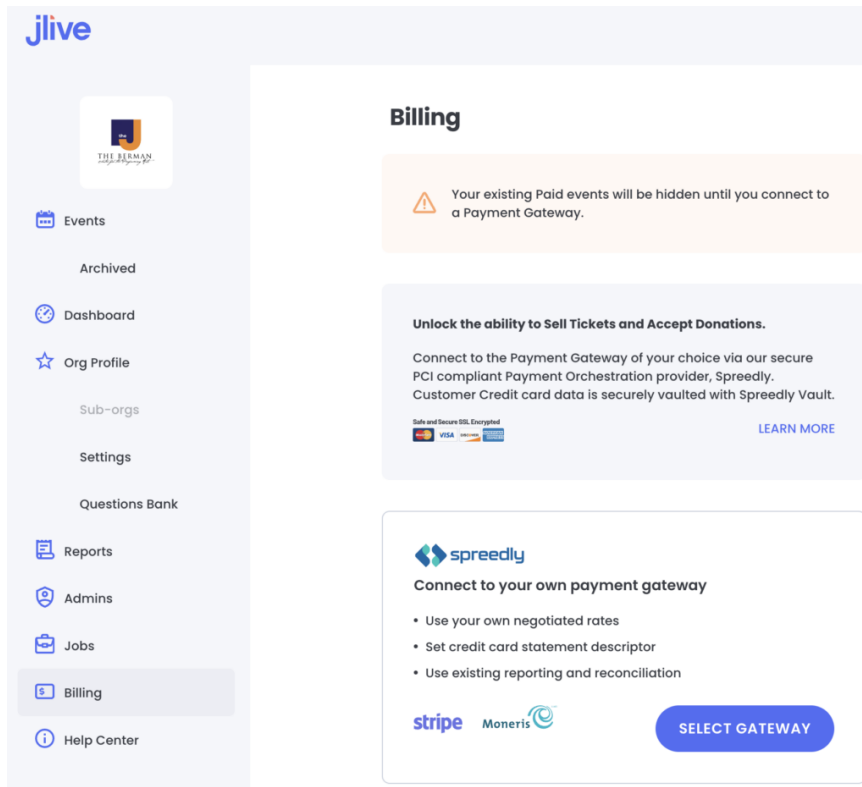 jlive
the
J
THE BERMAN
Events
Archived
Dashboard
Org Profile
Sub-orgs
Settings
Questions Bank
Reports
Admins
Jobs
Billing
Help Center
Billing
Your existing Paid events will be hidden until you connect to
a Payment Gateway.
Unlock the ability to Sell Tickets and Accept Donations.
Connect to the Payment Gateway of your choice via our secure
PCI compliant Payment Orchestration provider, Spreedly.
Customer Credit card data is securely vaulted with Spreedly Vault.
Safe and Secure SSL Encrypted
VISA DISCOVER
LEARN MORE
spreedly
Connect to your own payment gateway
• Use your own negotiated rates
• Set credit card statement descriptor
• Use existing reporting and reconciliation
stripe Moneris
SELECT GATEWAY